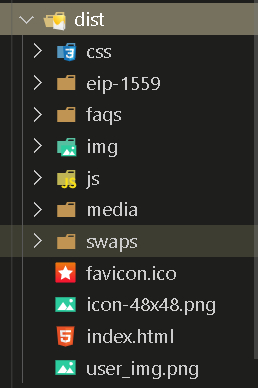 dist
css
eip-1559
faqs
img
js
media
swaps
favicon.ico
icon-48x48.png
index.html
user_img.png